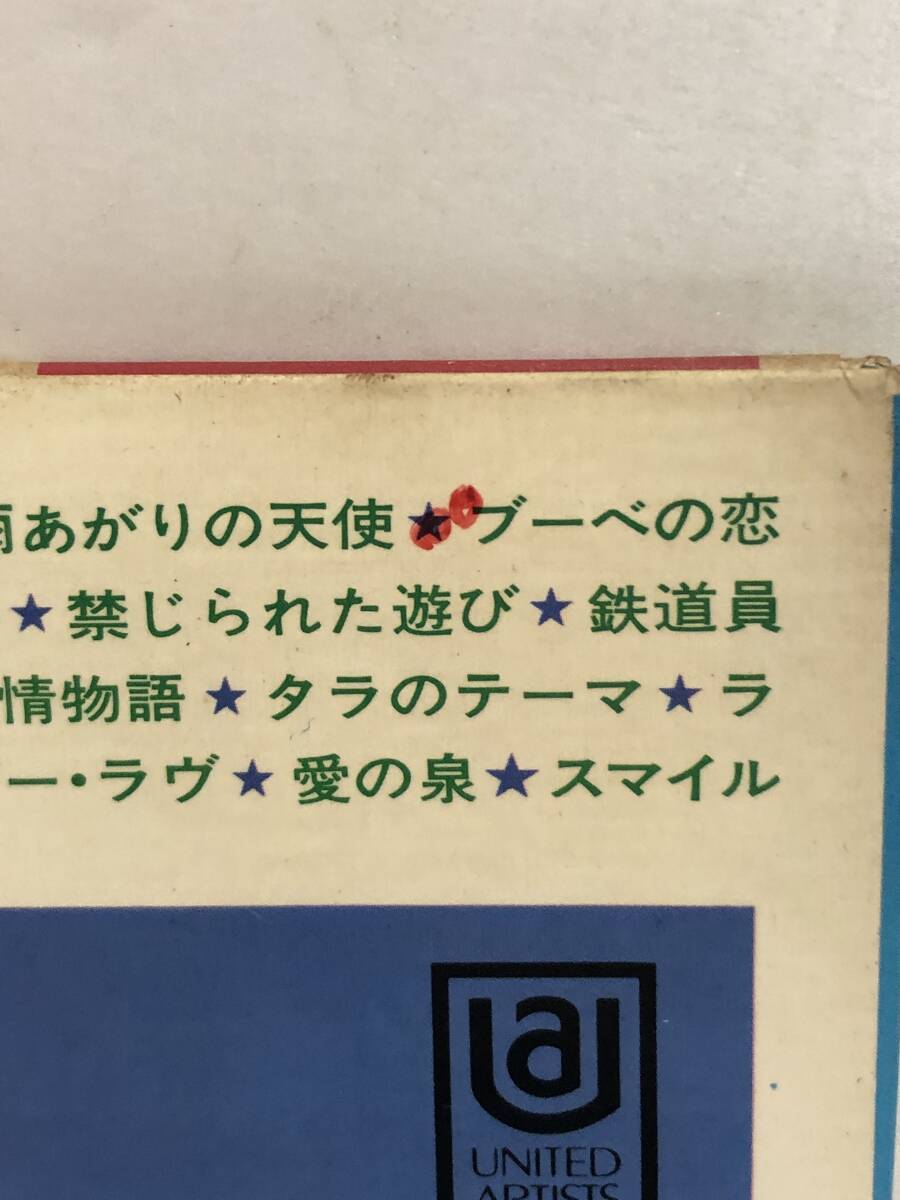 雨あがりの天使★ブーベの恋
★禁じられた遊び★鉄道員
情物語★タラのテーマ★ラ
ー・ラヴ★愛の泉★スマイル
ua
UNITED
ARTISTS